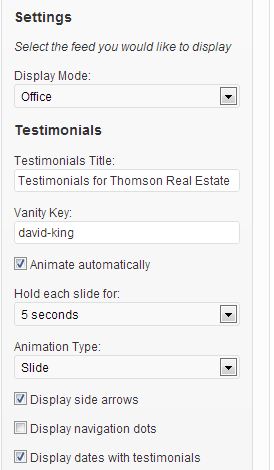 Settings
Select the feed you would like to display
Display Mode:
Office
Testimonials
Testimonials Title:
Testimonials for Thomson Real Estate
Vanity Key:
david-king
Animate automatically
Hold each slide for:
5 seconds
Animation Type:
Slide
Display side arrows
Display navigation dots
Display dates with testimonials